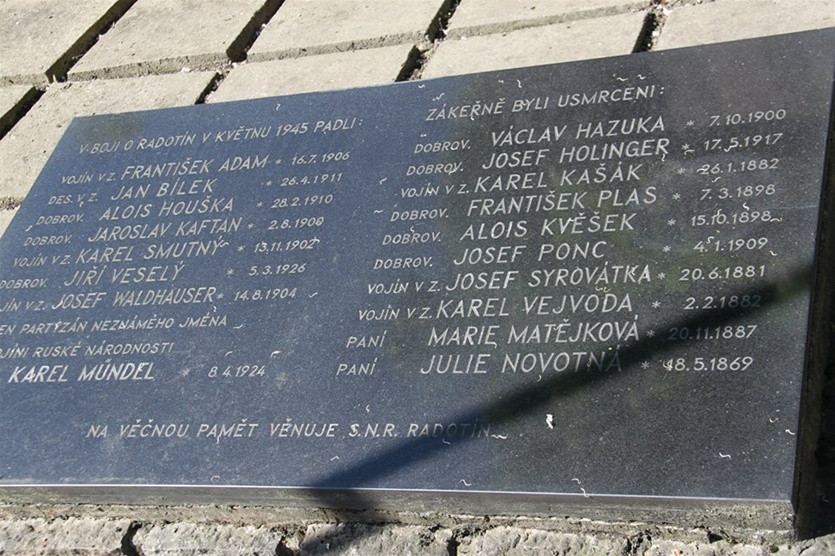 V BOJI O RADOTÍN V KVĚTNU 1945 PADLI:
VOJÍN V Z. FRANTIŠEK ADAM * 16.7.1906
DES. V Z. JAN BÍLEK * 26.4.1911
DOBROV. ALOIS HOUŠKA * 28.2.1910
DOBROV. JAROSLAV KAFTAN * 2.8.1900
VOJÍN V Z. KAREL SMUTNÝ * 13.11.1902
DOBROV. JIŘÍ VESELÝ * 5.3.1926
VOJÍN V Z. JOSEF WALDHAUSER * 14.8.1904
JEN PARTYZÁN NEZNÁMÉHO JMÉNA
VOJÍNI RUSKÉ NÁRODNOSTI
KAREL MÜNDEL * 8.4.1924
ZÁKEŘNĚ BYLI USMRCENI:
DOBROV. VÁCLAV HAZUKA * 7.10.1900
DOBROV. JOSEF HOLINGER * 17.5.1917
VOJÍN V Z. KAREL KAŠÁK * 26.1.1882
DOBROV. FRANTIŠEK PLAS * 7.3.1898
DOBROV. ALOIS KVĚŠEK * 15.10.1898
DOBROV. JOSEF PONC * 4.1.1909
VOJÍN V Z. JOSEF SYROVÁTKA * 20.6.1881
VOJÍN V Z. KAREL VEJVODA * 2.2.1882
PANÍ MARIE MATĚJKOVÁ * 20.11.1887
PANÍ JULIE NOVOTNÁ * 18.5.1869
NA VĚČNOU PAMĚT VĚNUJE S.N.R. RADOTÍN.